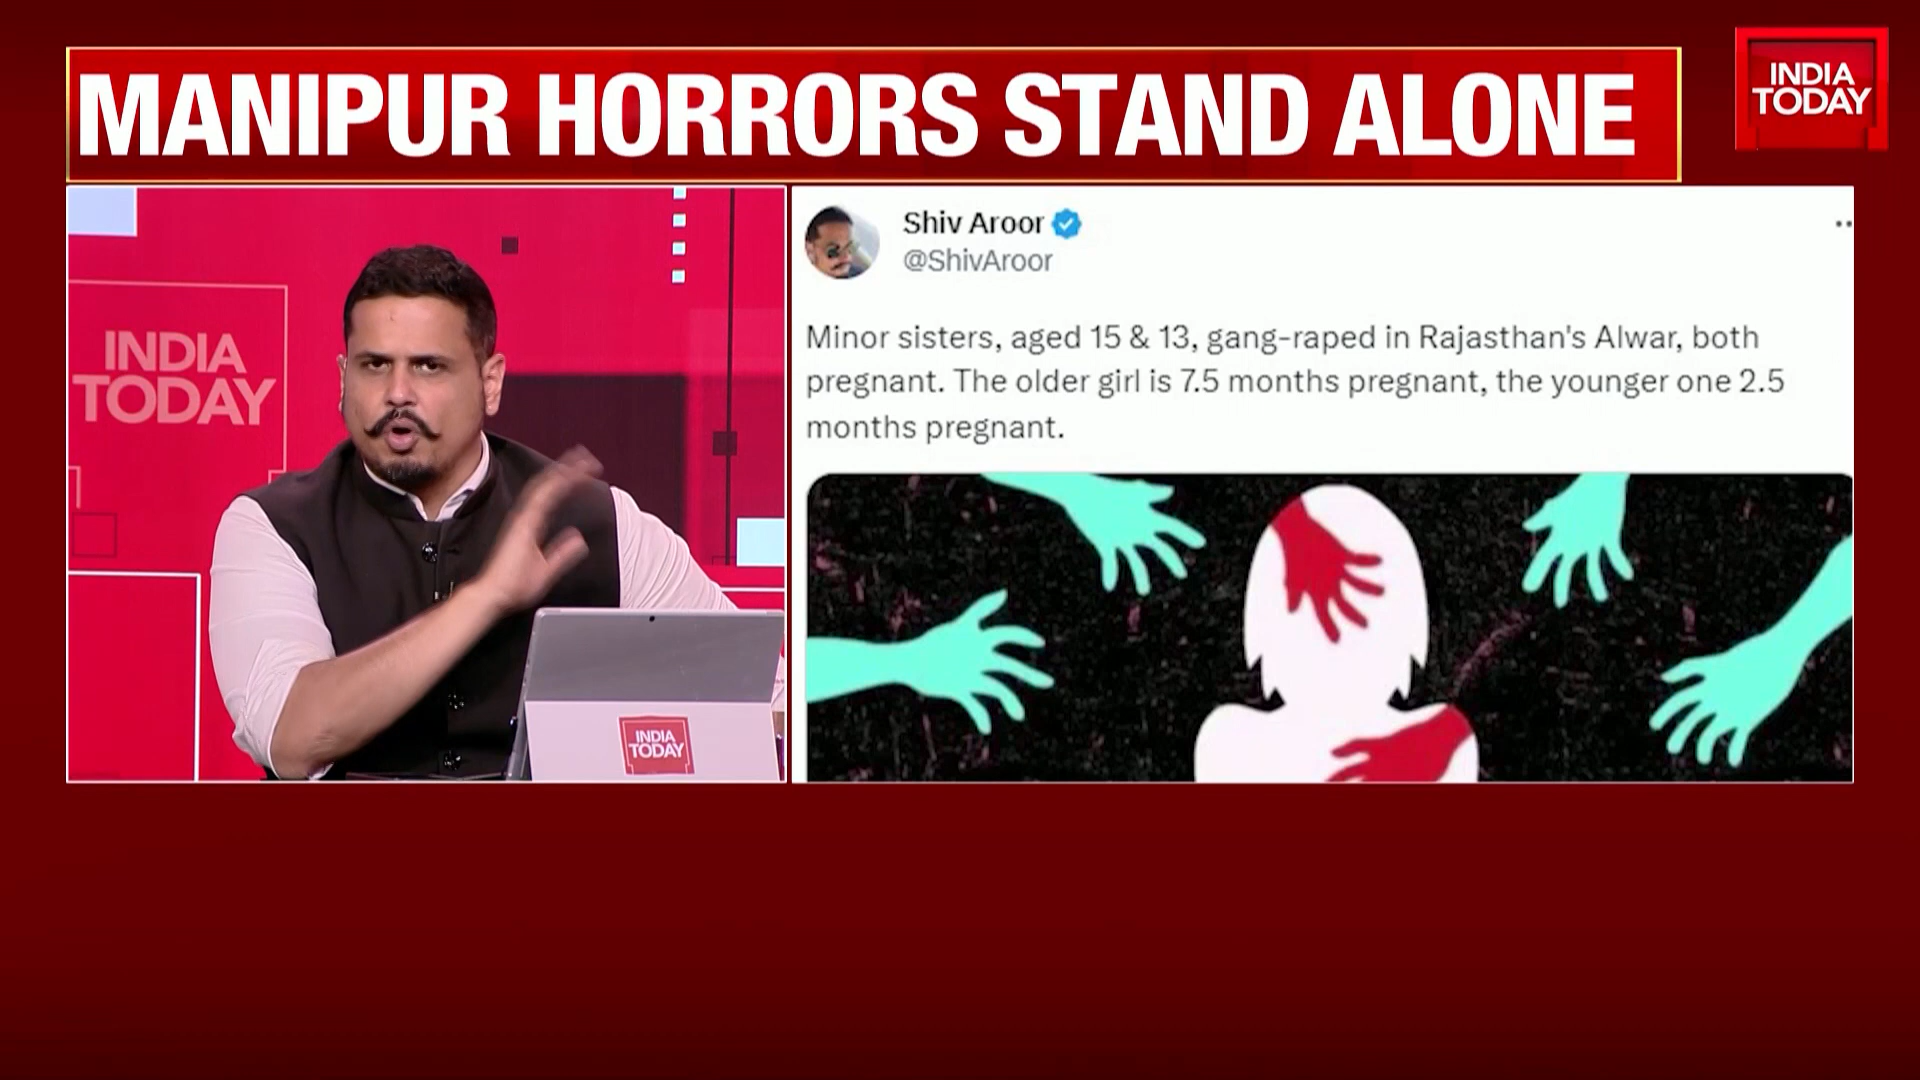 MANIPUR HORRORS STAND ALONE
INDIA
TODAY
INDIA
TODAY
Shiv Aroor
@ShivAroor
Minor sisters, aged 15 & 13, gang-raped in Rajasthan's Alwar, both
pregnant. The older girl is 7.5 months pregnant, the younger one 2.5
months pregnant.
INDIA
TODAY